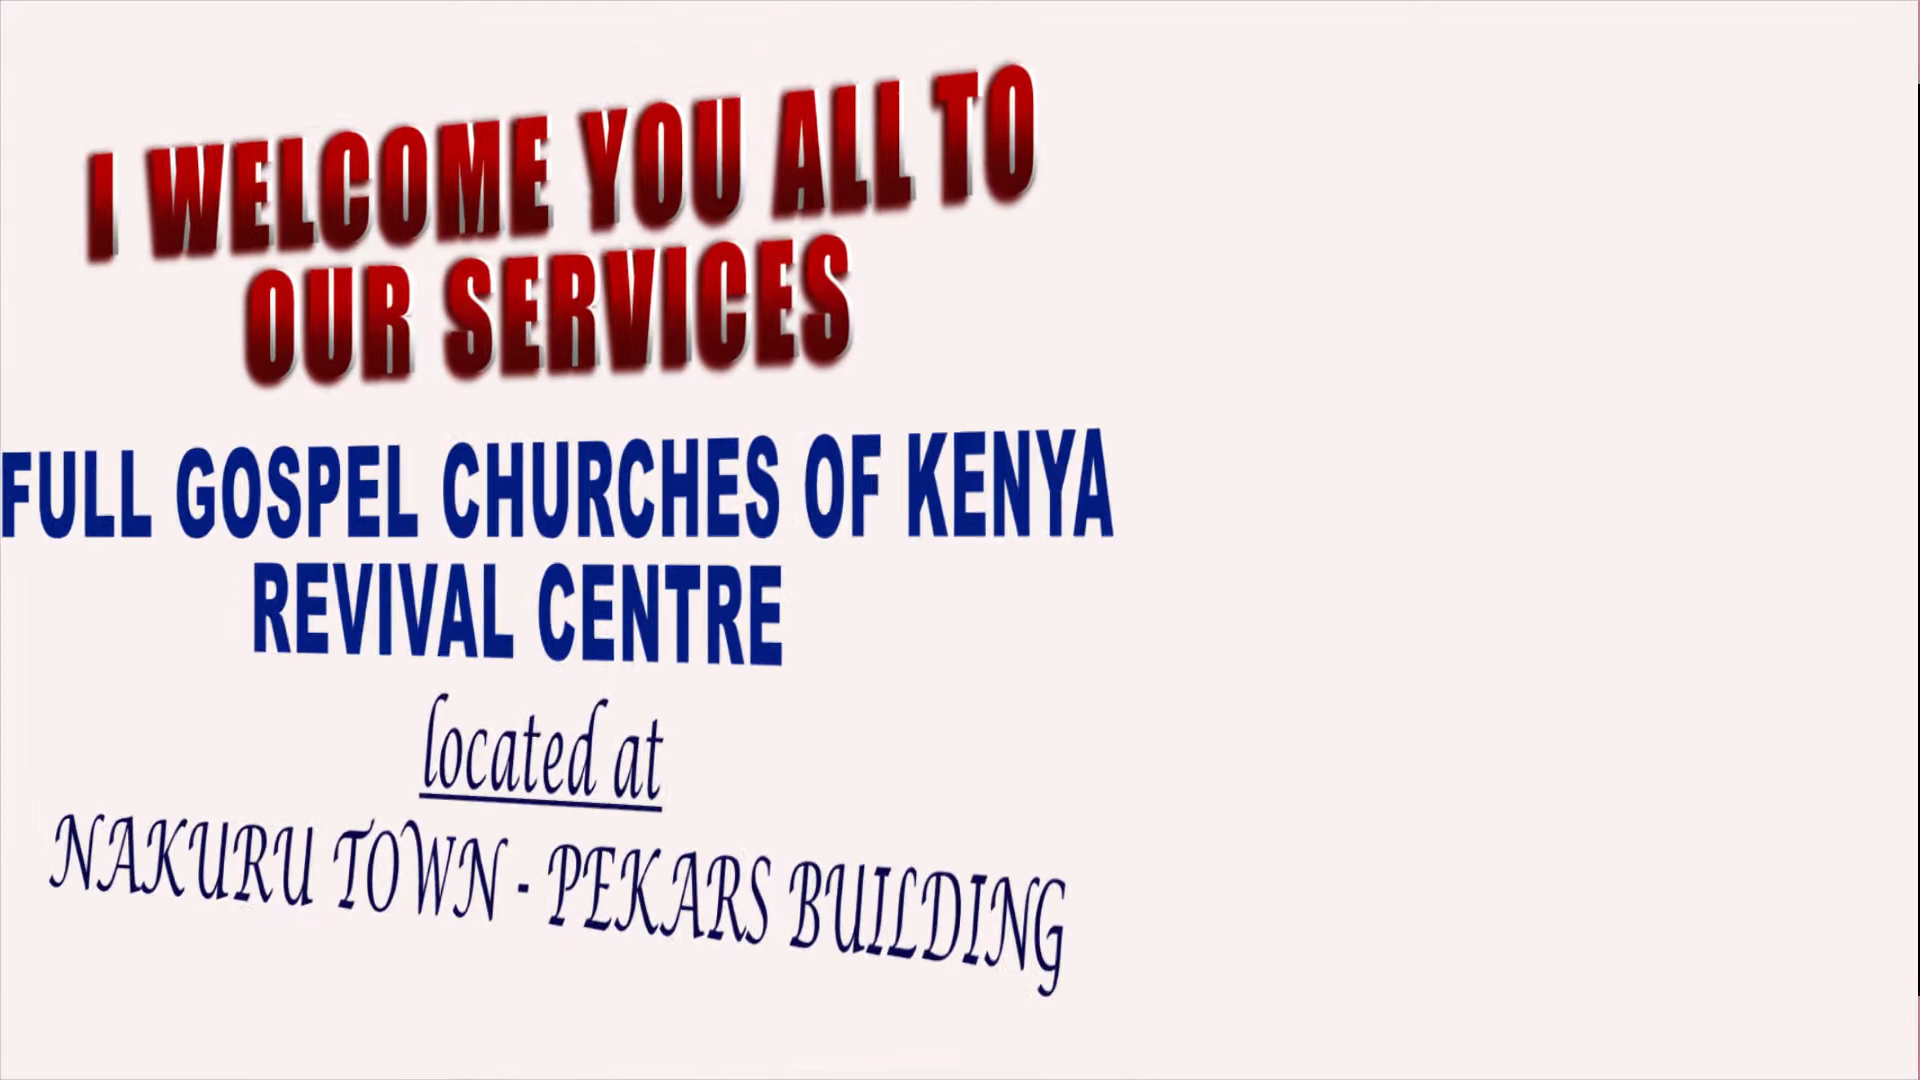 I WELCOME YOU ALL TO
OUR SERVICES
FULL GOSPEL CHURCHES OF KENYA
REVIVAL CENTRE
located at
NAKURU TOWN - PEKARS BUILDING